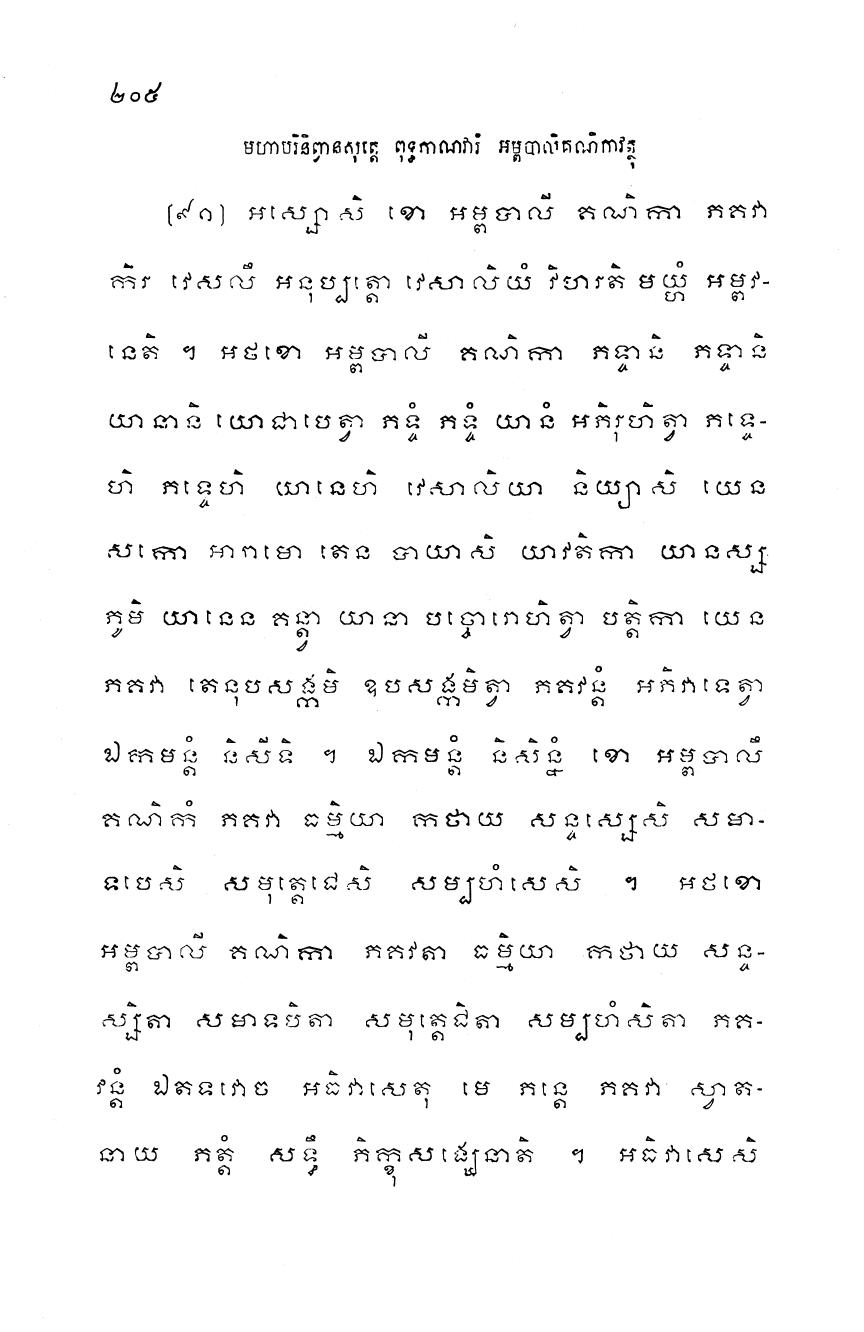 ២០៥
មហាបរិនិព្វានសុត្តេ ពុទ្ធកាណវារំ អម្ពបាលិគណិកាវត្ថុ
(៩១) អស្សោសិ ខោ អម្ពបាលី គណិកា ភគវា
កិរ វេសលឹ អនុប្បត្តោ វេសាលិយំ វិហរតិ មយ្ហំ អម្ពវ-
នេតិ ។ អថខោ អម្ពបាលី គណិកា ភទ្ទានិ ភទ្ទានិ
យានានិ យោជាបេត្វា ភទ្ទំ ភទ្ទំ យានំ អភិរុហិត្វា ភទ្ទេ-
ហិ ភទ្ទេហិ យានេហិ វេសាលិយា និយ្យាសិ យេន
សកោ អារាមោ តេន បាយាសិ យាវតិកា យានស្ស
ភូមិ យានេន គន្ត្វា យានា បច្ចោរោហិត្វា បត្តិកា យេន
ភគវា តេនុបសង្កមិ ឧបសង្កមិត្វា ភគវន្តំ អភិវាទេត្វា
ឯកមន្តំ និសីទិ ។ ឯកមន្តំ និសិន្នំ ខោ អម្ពបាលឹ
គណិកំ ភគវា ធម្មិយា កថាយ សន្ទស្សេសិ សមា-
ទបេសិ សមុត្តេជេសិ សម្បហំសេសិ ។ អថខោ
អម្ពបាលី គណិកា ភគវតា ធម្មិយា កថាយ សន្ទ-
ស្សិតា សមាទបិតា សមុត្តេជិតា សម្បហំសិតា ភគ-
វន្តំ ឯតទវោច អធិវាសេតុ មេ ភន្តេ ភគវា ស្វាត-
នាយ ភត្តំ សទ្ធឹ ភិក្ខុសង្ឃេនាតិ ។ អធិវាសេសិ